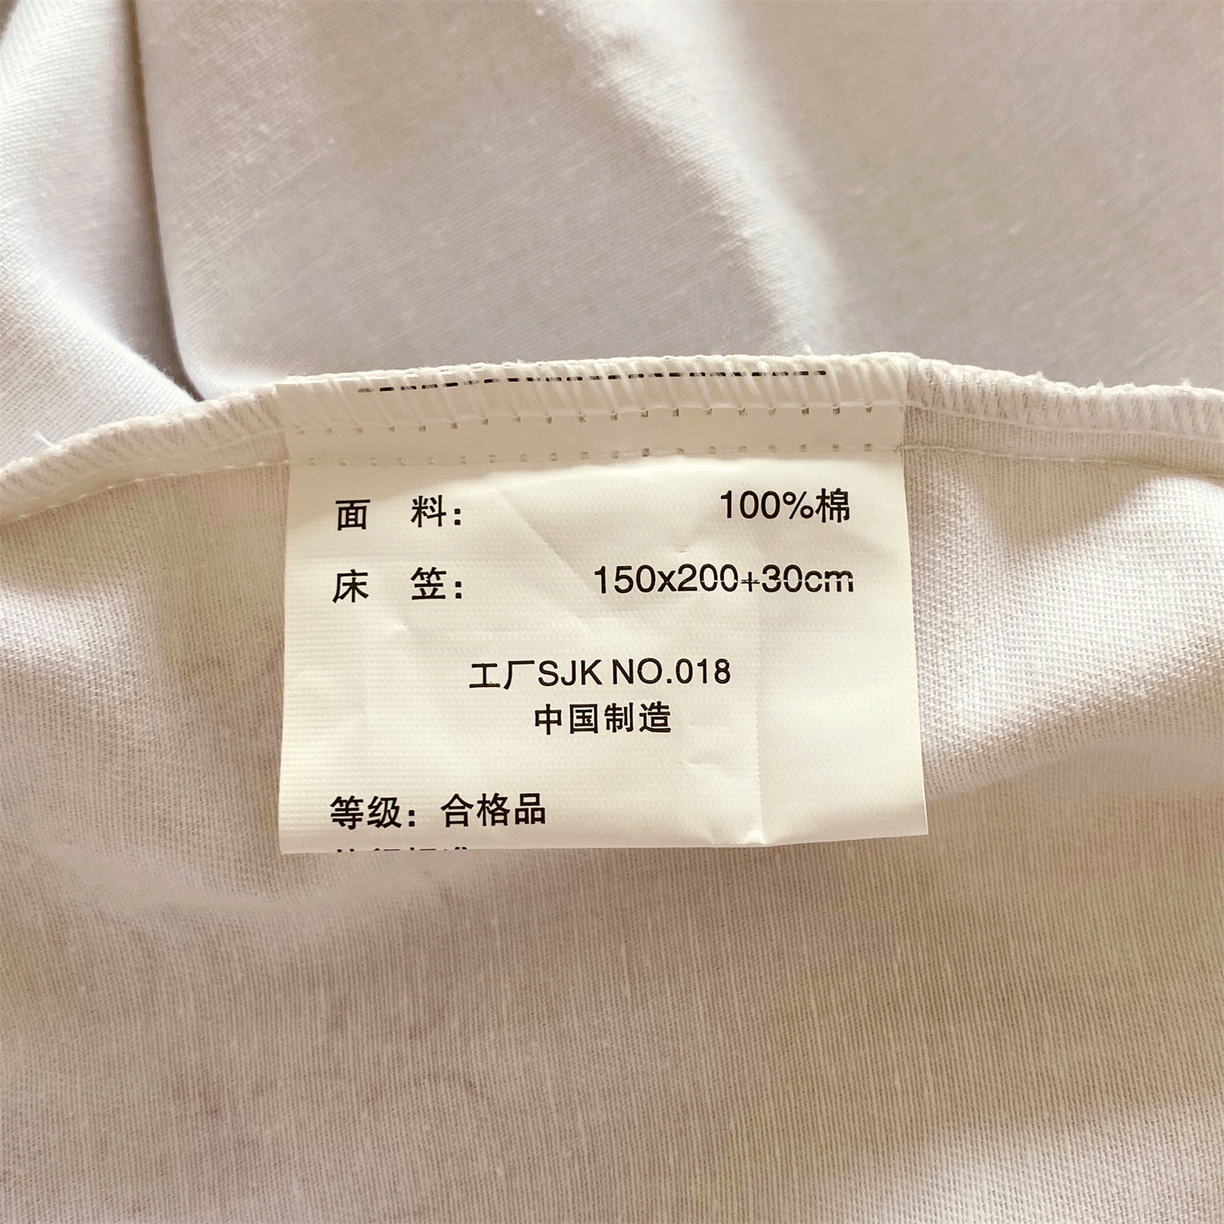 面 料： 100%棉
床 笠： 150x200+30cm
工厂SJK NO.018
中国制造
等级：合格品